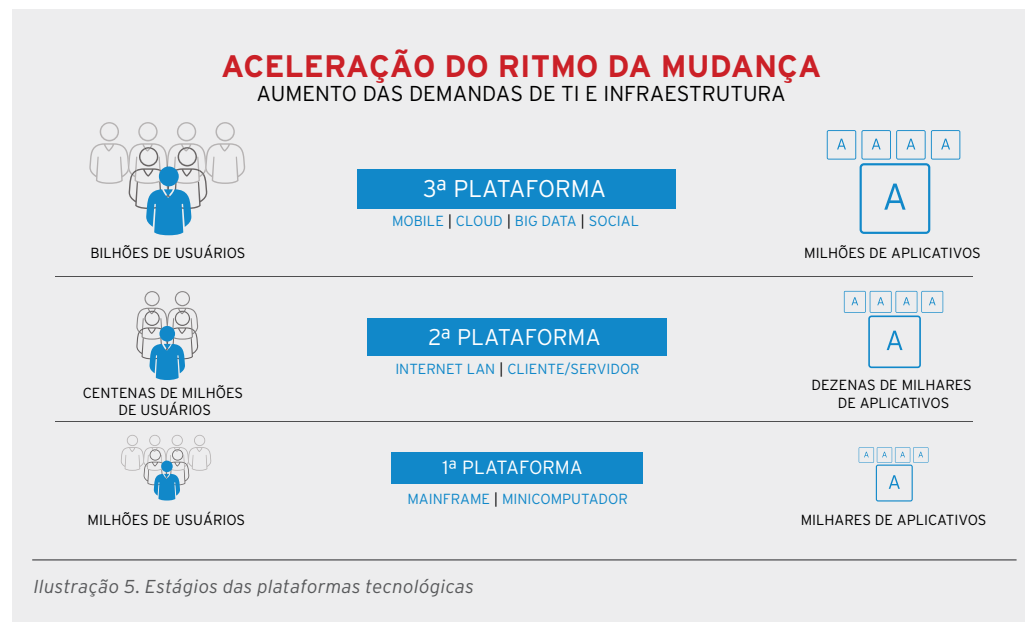 ACELERAÇÃO DO RITMO DA MUDANÇA
AUMENTO DAS DEMANDAS DE TI E INFRAESTRUTURA
A A A A
A
3ª PLATAFORMA
MOBILE | CLOUD | BIG DATA | SOCIAL
BILHÕES DE USUÁRIOS
MILHÕES DE APLICATIVOS
A A A A
A
2ª PLATAFORMA
INTERNET LAN | CLIENTE/SERVIDOR
CENTENAS DE MILHÕES
DE USUÁRIOS
DEZENAS DE MILHARES
DE APLICATIVOS
A A A A
A
1ª PLATAFORMA
MAINFRAME | MINICOMPUTADOR
MILHÕES DE USUÁRIOS
MILHARES DE APLICATIVOS
Ilustração 5. Estágios das plataformas tecnológicas